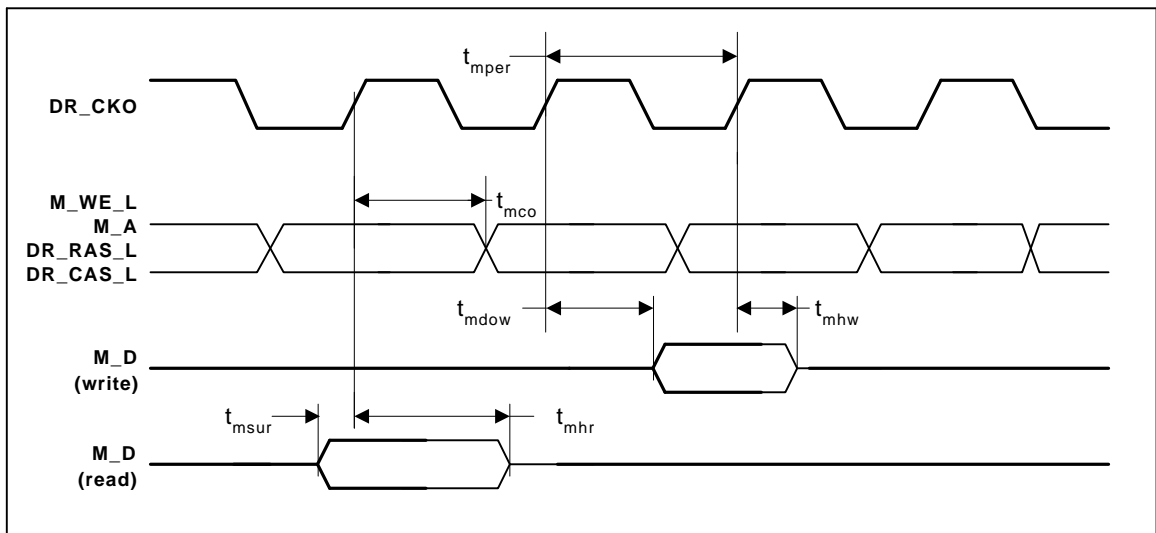 t_mper
DR_CKO
M_WE_L
t_mco
M_A
DR_RAS_L
DR_CAS_L
t_mdow
t_mhw
M_D
(write)
t_msur
t_mhr
M_D
(read)